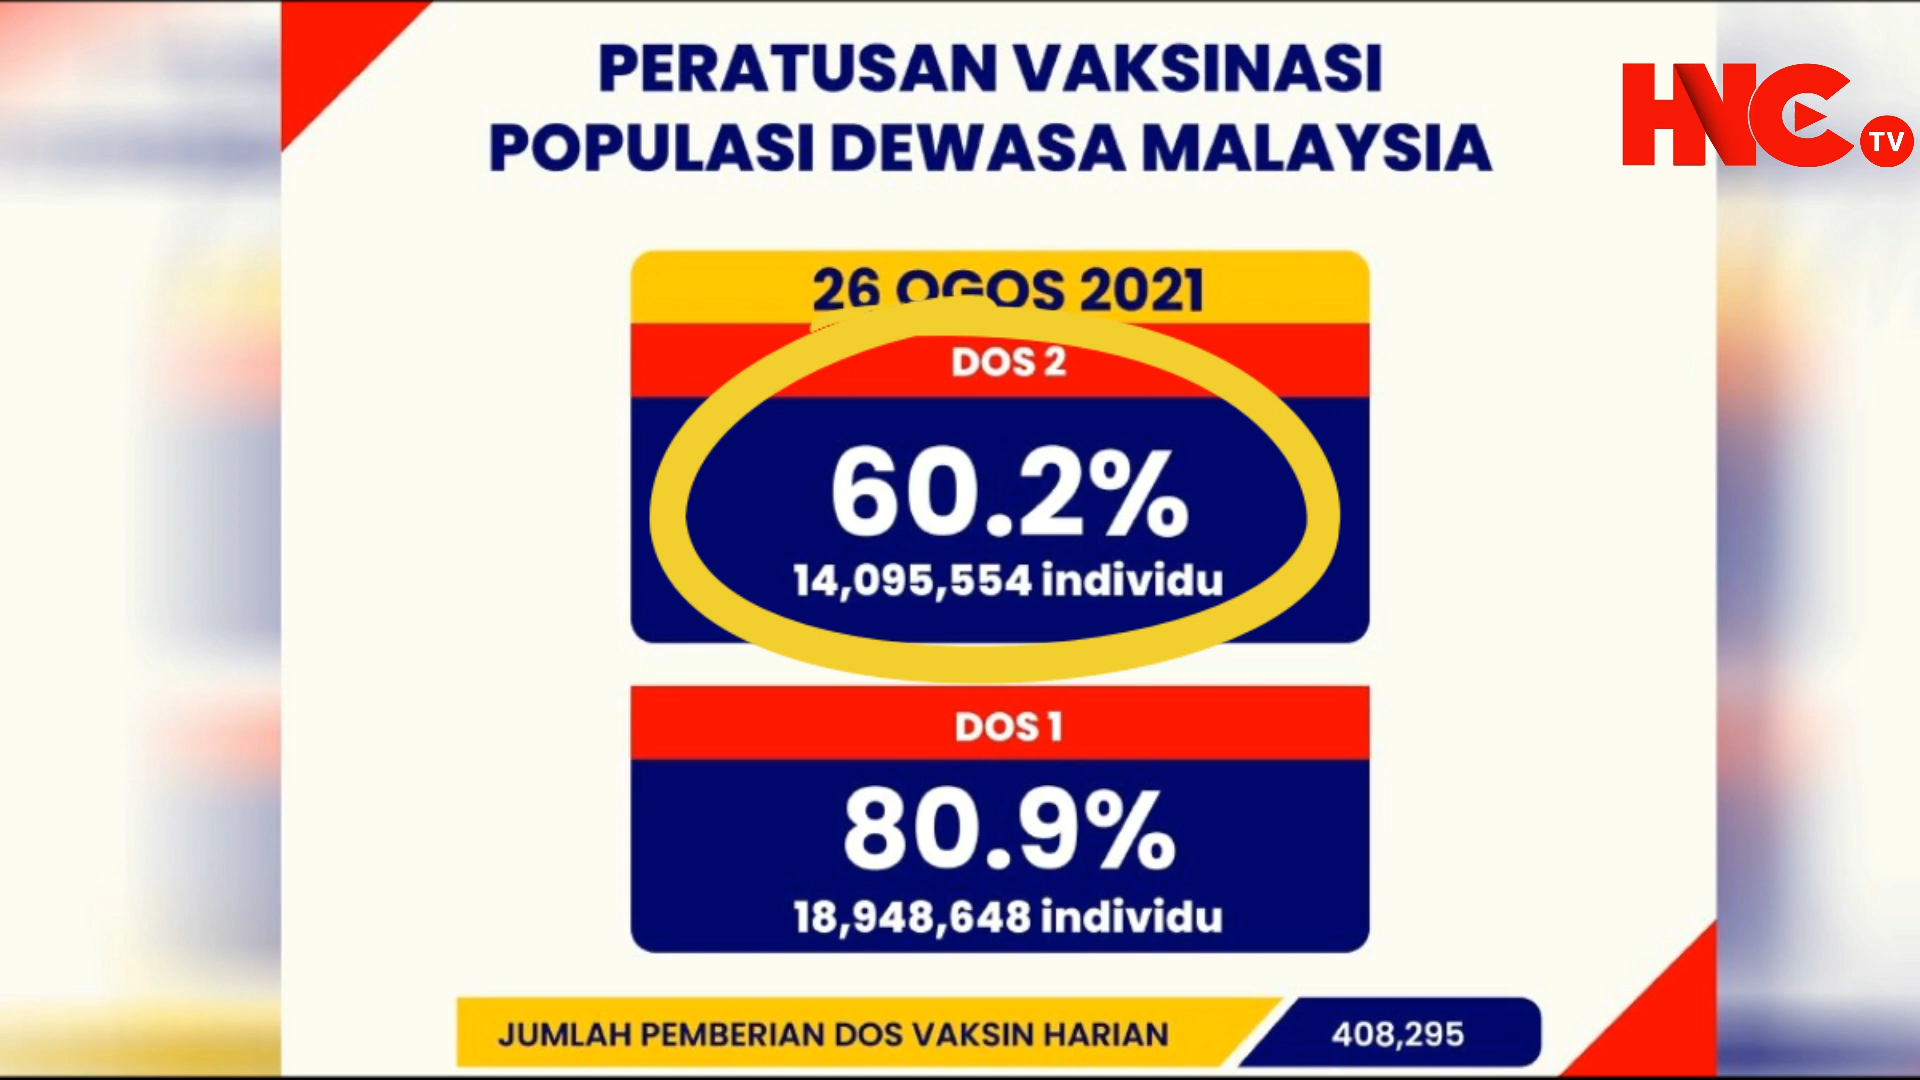 PERATUSAN VAKSINASI
POPULASI DEWASA MALAYSIA
HNC TV
26 OGOS 2021
DOS 2
60.2%
14,095,554 individu
DOS 1
80.9%
18,948,648 individu
JUMLAH PEMBERIAN DOS VAKSIN HARIAN 408,295